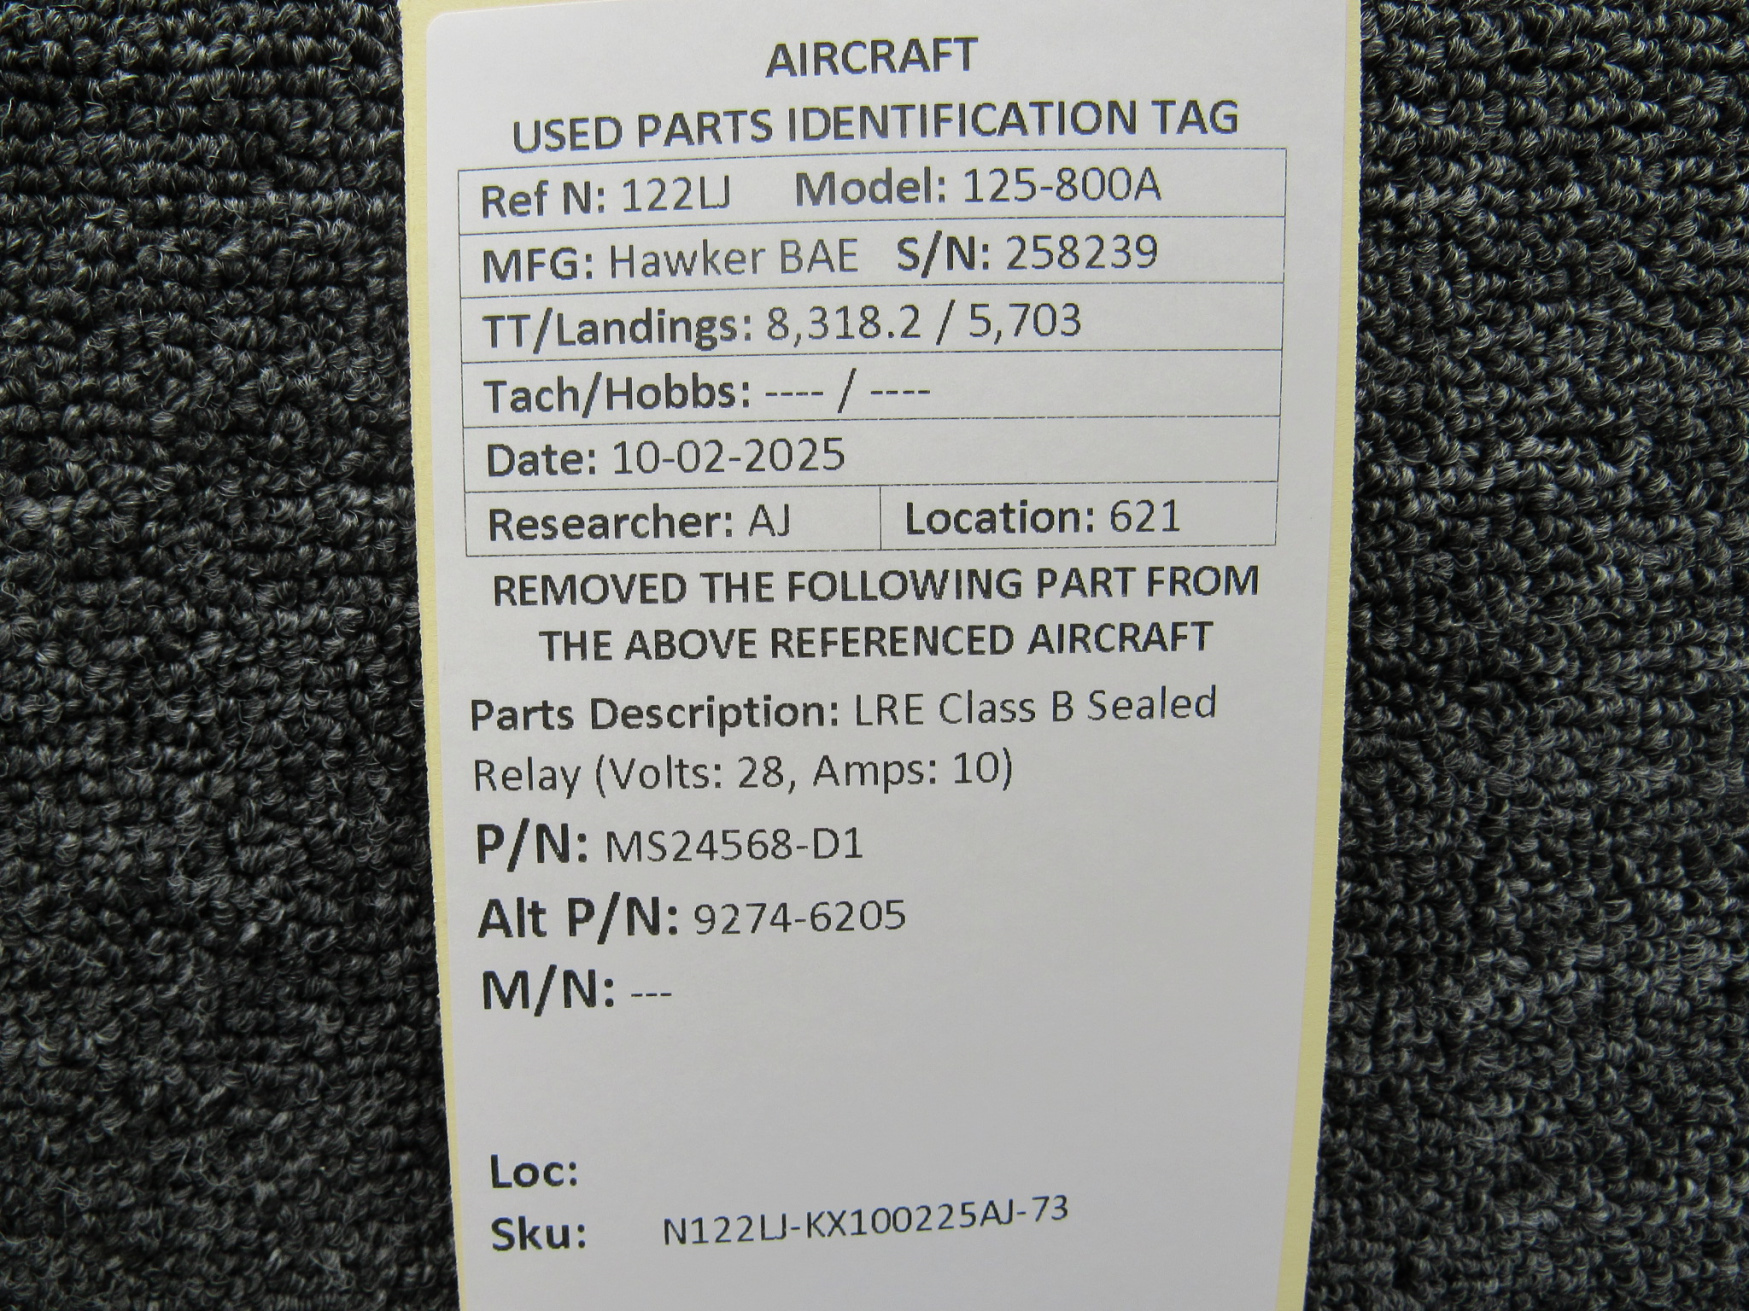 AIRCRAFT
USED PARTS IDENTIFICATION TAG
Ref N: 122LJ Model: 125-800A
MFG: Hawker BAE S/N: 258239
TT/Landings: 8,318.2 / 5,703
Tach/Hobbs: ---- / ----
Date: 10-02-2025
Researcher: AJ Location: 621
REMOVED THE FOLLOWING PART FROM
THE ABOVE REFERENCED AIRCRAFT
Parts Description: LRE Class B Sealed
Relay (Volts: 28, Amps: 10)
P/N: MS24568-D1
Alt P/N: 9274-6205
M/N: ---
Loc:
Sku: N122LJ-KX100225AJ-73